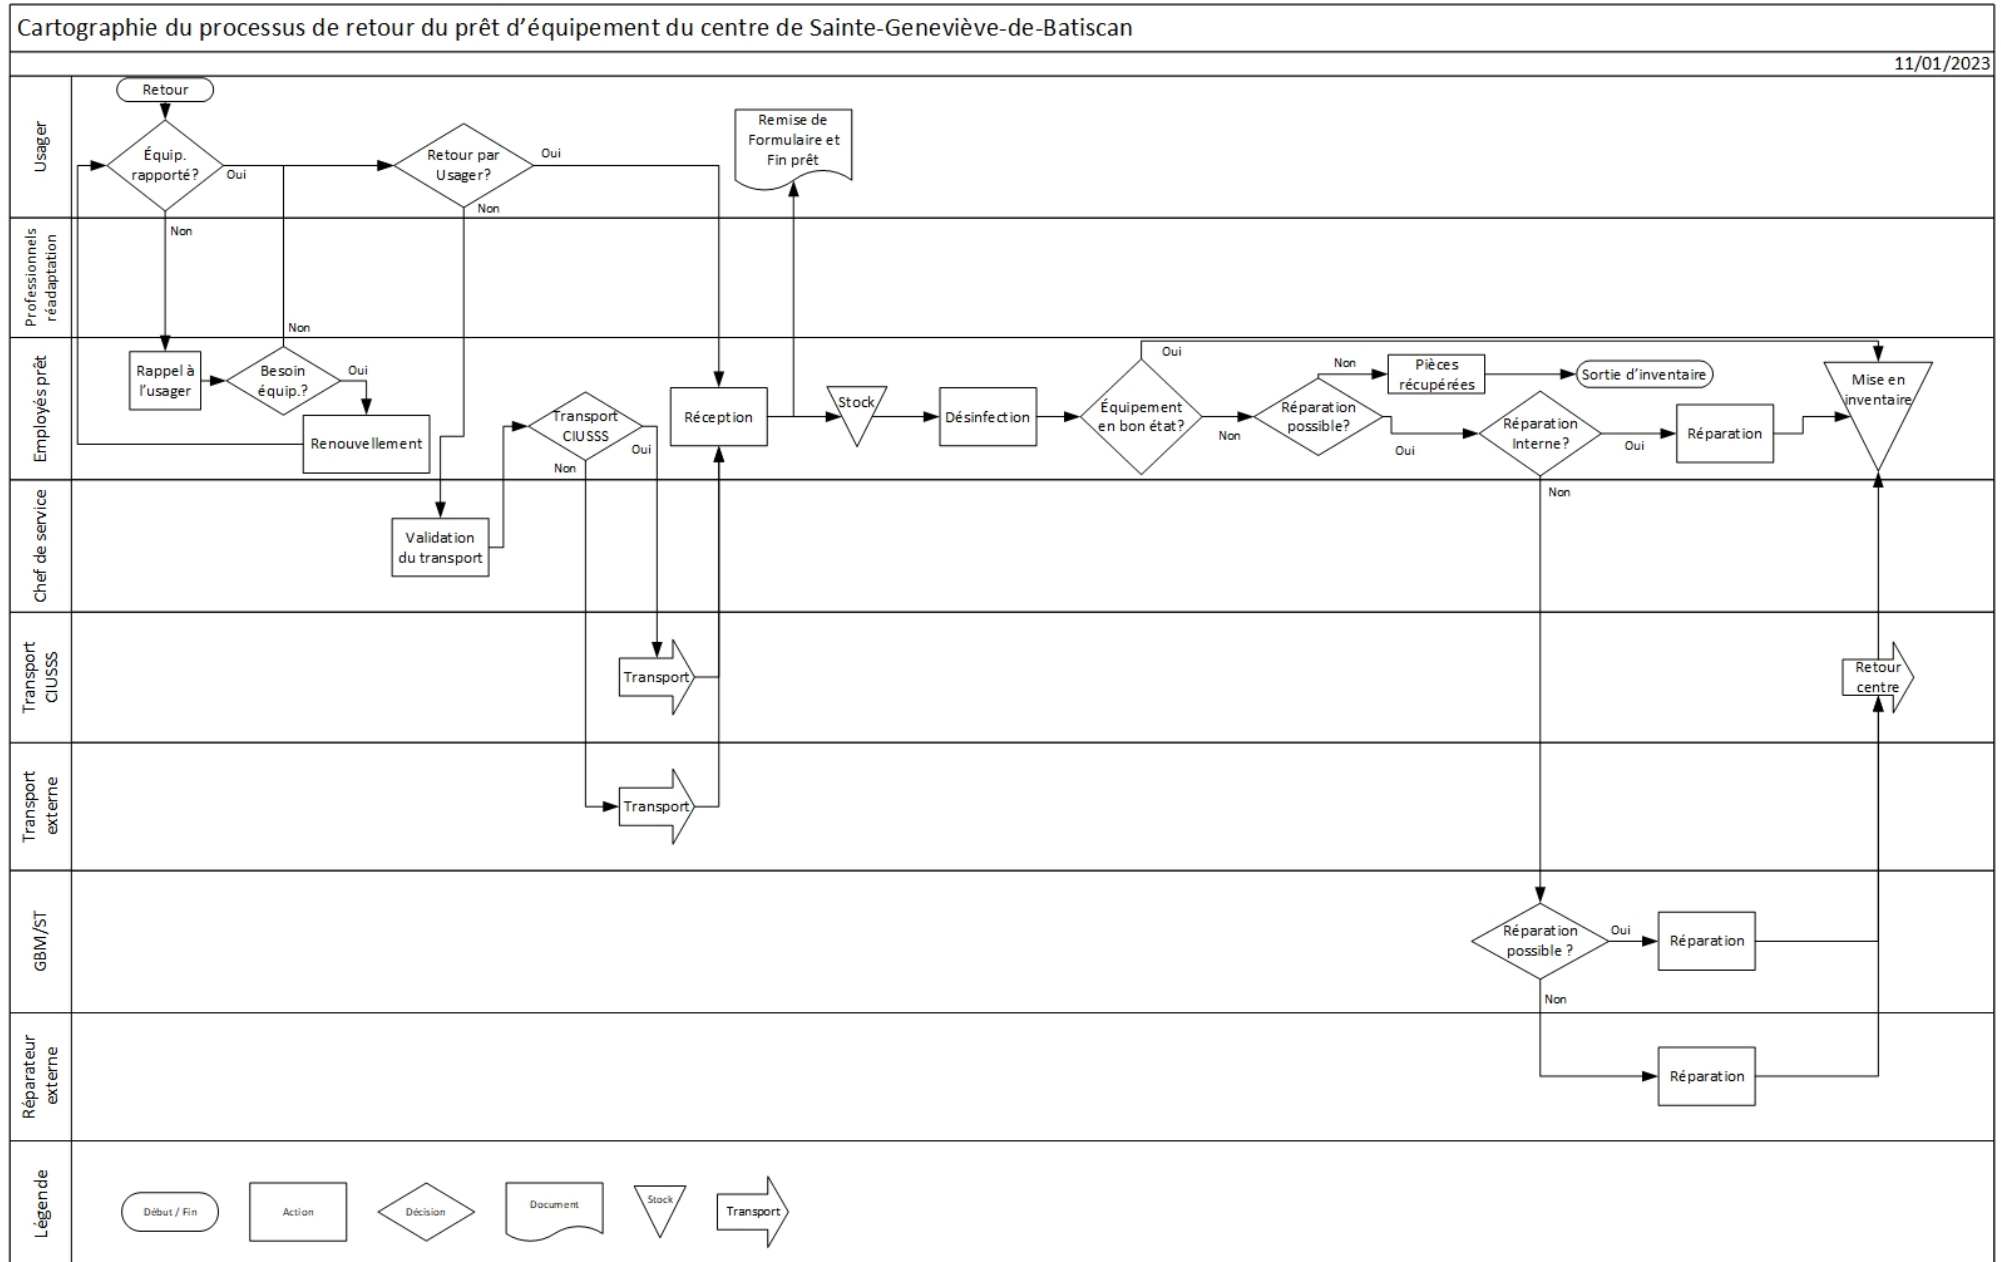 Cartographie du processus de retour du prêt d’équipement du centre de Sainte-Geneviève-de-Batiscan
11/01/2023
Usager
Retour
Équip.
rapporté?
Oui
Non
Retour par
Usager?
Oui
Non
Remise de
Formulaire et
Fin prêt
Professionnels
réadaptation
Employés prêt
Rappel à
l’usager
Besoin
équip.?
Non
Oui
Renouvellement
Transport
CIUSSS
Non
Oui
Réception
Stock
Désinfection
Équipement
en bon état?
Oui
Non
Réparation
possible?
Non
Oui
Pièces
récupérées
Sortie d’inventaire
Réparation
Interne?
Oui
Non
Réparation
Mise en
inventaire
Chef de service
Validation
du transport
Transport
CIUSSS
Transport
Retour
centre
Transport
externe
Transport
GBM/ST
Réparation
possible ?
Oui
Non
Réparation
Réparateur
externe
Réparation
Légende
Début / Fin
Action
Décision
Document
Stock
Transport